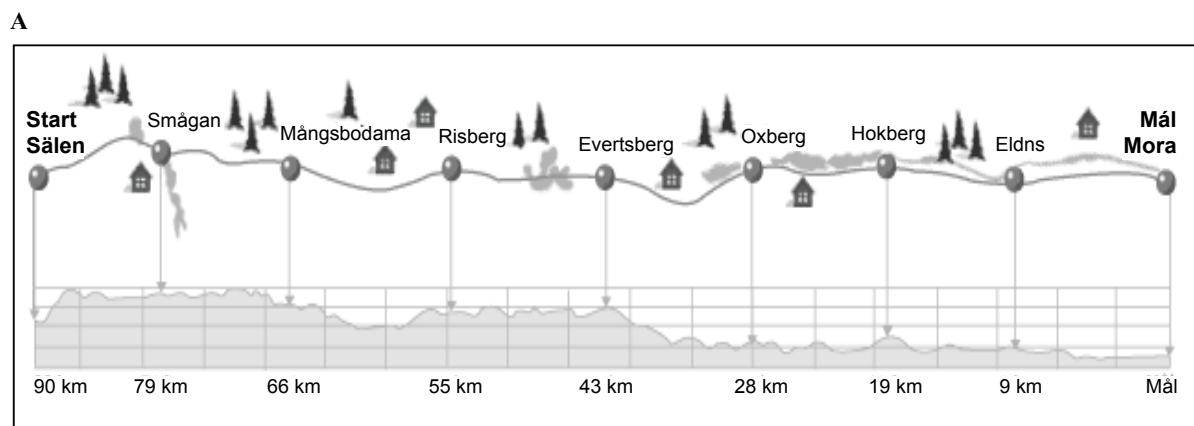 A
Start
Sälen
Smågan
Mångsbodama
Risberg
Evertsberg
Oxberg
Hokberg
Eldns
Mål
Mora
90 km
79 km
66 km
55 km
43 km
28 km
19 km
9 km
Mål